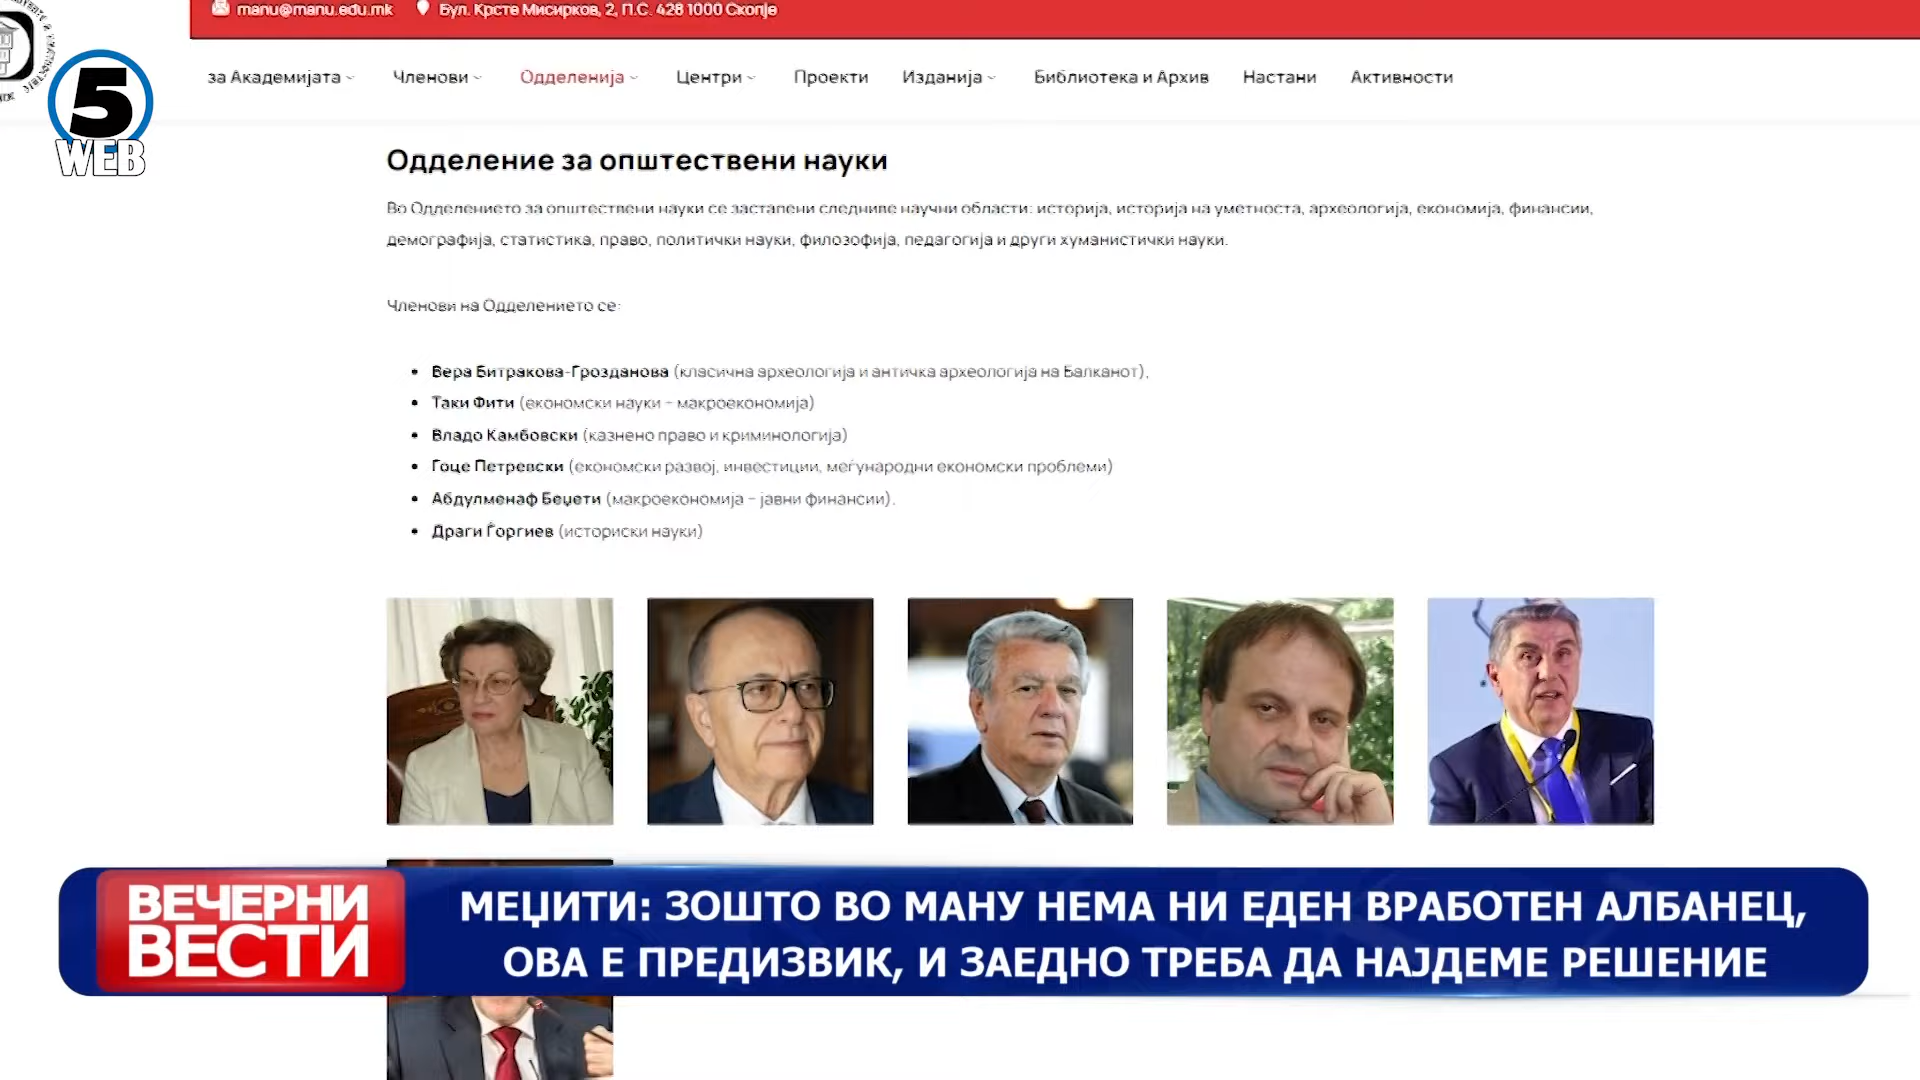 manu@manu.edu.mk Бул. Крсте Мисирков, 2, П.С. 428 1000 Скопје
5
WEB
за Академијата Членови Одделенија Центри Проекти Изданија Библиотека и Архив Настани Активности
Одделение за општествени науки
Во Одделението за општествени науки се застапени следниве научни области: историја, историја на уметноста, археологија, економија, финансии,
демографија, статистика, право, политички науки, филозофија, педагогија и други хуманистички науки.
Членови на Одделението се:
Вера Битракова-Грозданова (класична археологија и античка археологија на Балканот),
Таки Фити (економски науки – макроекономија)
Владо Камбовски (казнено право и криминологија)
Гоце Петревски (економски развој, инвестиции, меѓународни економски проблеми)
Абдулменаф Беџети (макроекономија – јавни финансии).
Драги Ѓоргиев (историски науки)
ВЕЧЕРНИ
ВЕСТИ
МЕЏИТИ: ЗОШТО ВО МАНУ НЕМА НИ ЕДЕН ВРАБОТЕН АЛБАНЕЦ,
ОВА Е ПРЕДИЗВИК, И ЗАЕДНО ТРЕБА ДА НАЈДЕМЕ РЕШЕНИЕ